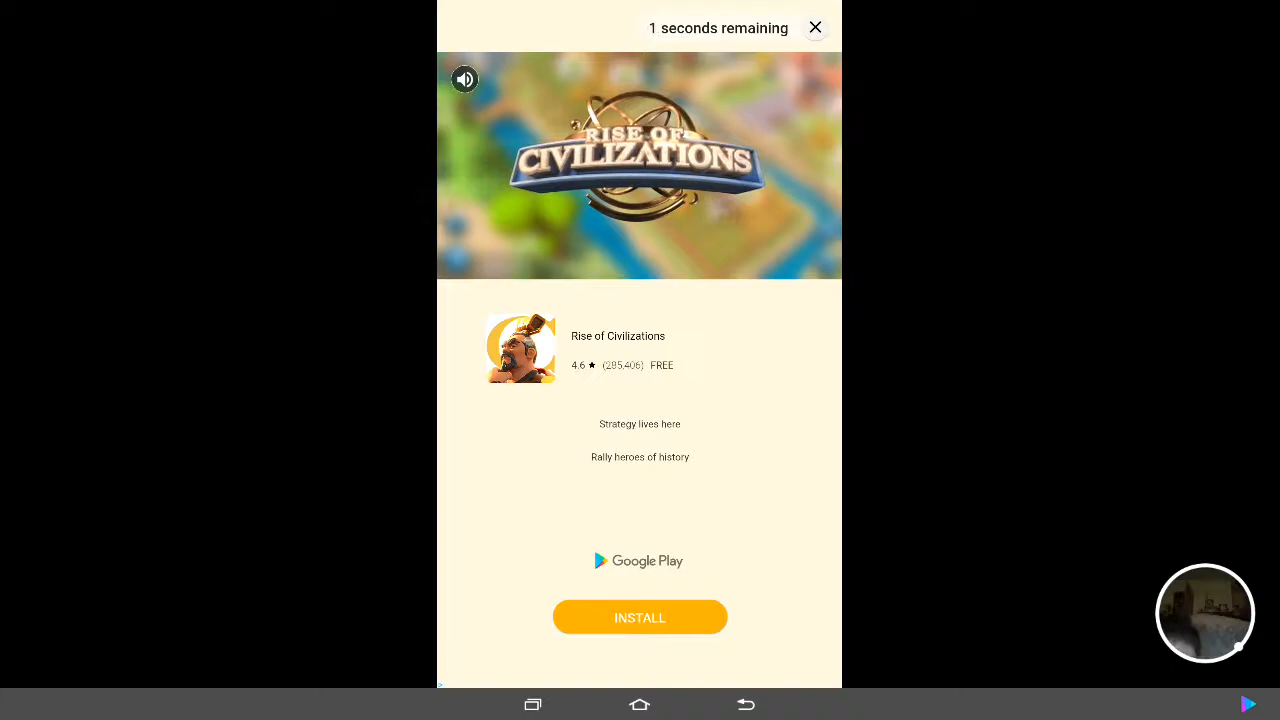 1 seconds remaining
RISE OF
CIVILIZATIONS
Rise of Civilizations
4.6 ★ (285,406) FREE
Strategy lives here
Rally heroes of history
Google Play
INSTALL